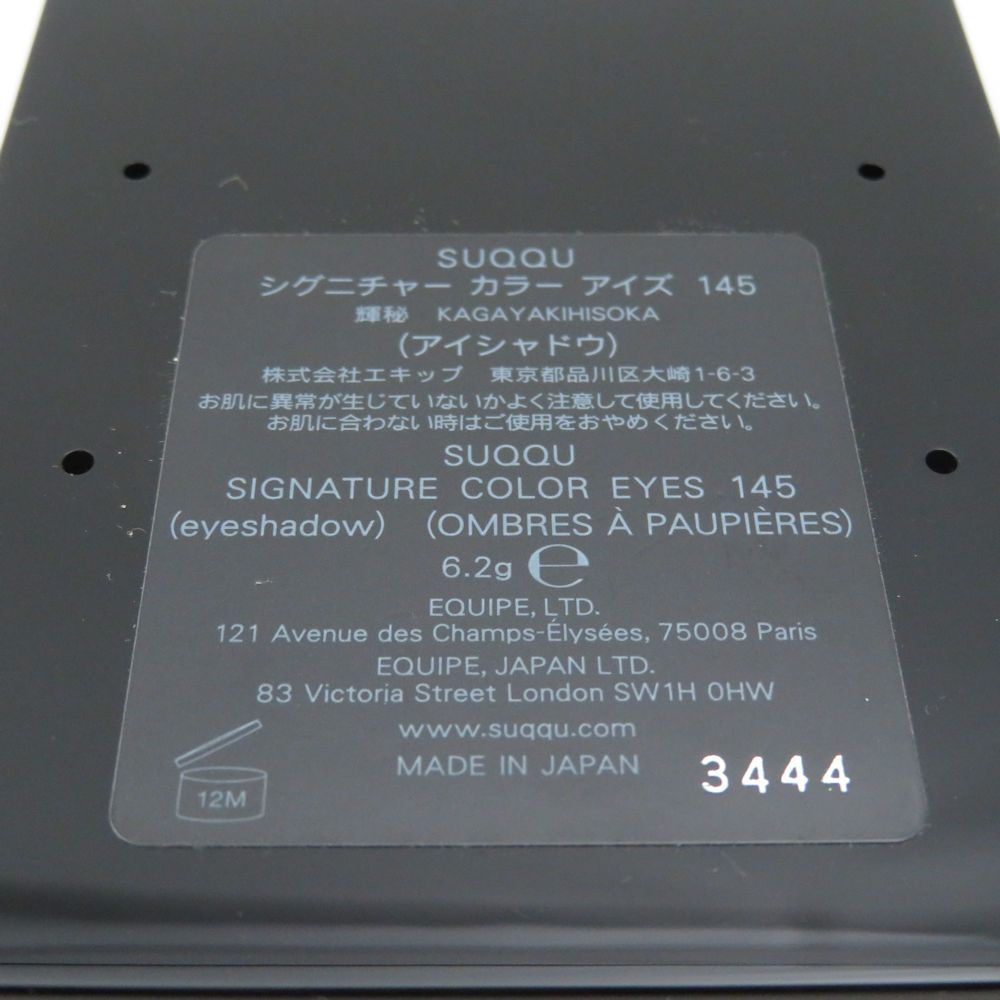 SUQQU
シグニチャー カラー アイズ 145
輝秘 KAGAYAKIHISOKA
(アイシャドウ)
株式会社エキップ 東京都品川区大崎1-6-3
お肌に異常が生じていないかよく注意して使用してください。
お肌に合わない時はご使用をおやめください。
SUQQU
SIGNATURE COLOR EYES 145
(eyeshadow) (OMBRES À PAUPIÈRES)
6.2g ℮
EQUIPE, LTD.
121 Avenue des Champs-Élysées, 75008 Paris
EQUIPE, JAPAN LTD.
83 Victoria Street London SW1H 0HW
www.suqqu.com
MADE IN JAPAN
3444
12M